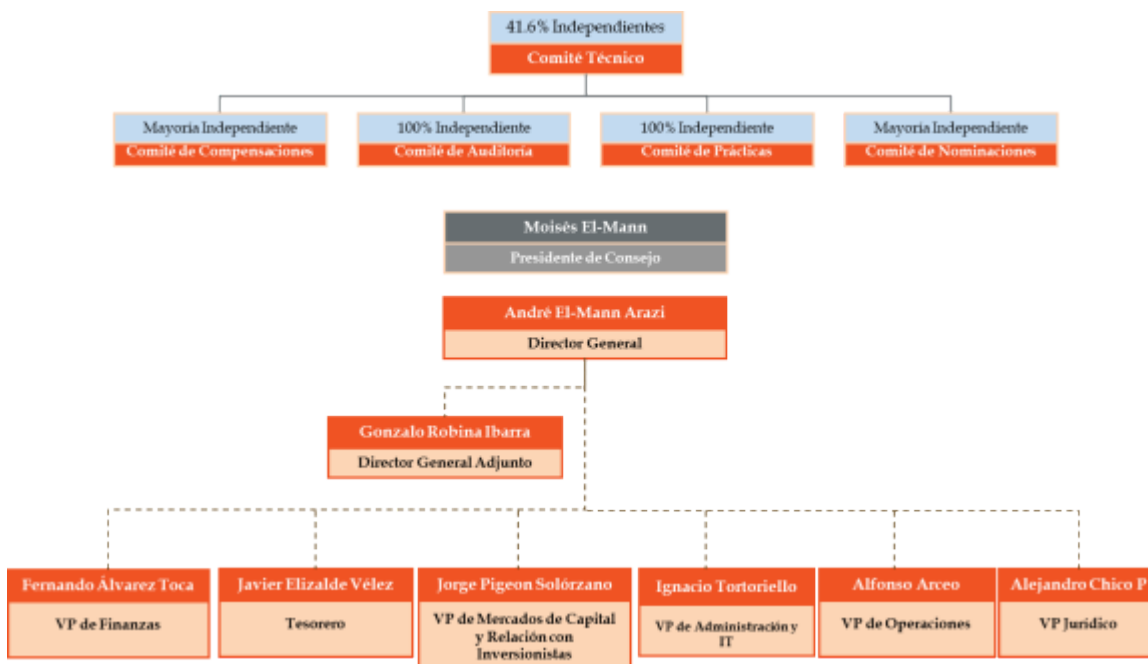 41.6% Independientes
Comité Técnico
Mayoría Independiente
Comité de Compensaciones
100% Independiente
Comité de Auditoría
100% Independiente
Comité de Prácticas
Mayoría Independiente
Comité de Nominaciones
Moisés El-Mann
Presidente de Consejo
André El-Mann Arazi
Director General
Gonzalo Robina Ibarra
Director General Adjunto
Fernando Álvarez Toca
VP de Finanzas
Javier Elizalde Vélez
Tesorero
Jorge Pigeon Solórzano
VP de Mercados de Capital
y Relación con
Inversionistas
Ignacio Tortoriello
VP de Administración y
IT
Alfonso Arceo
VP de Operaciones
Alejandro Chico P
VP Jurídico